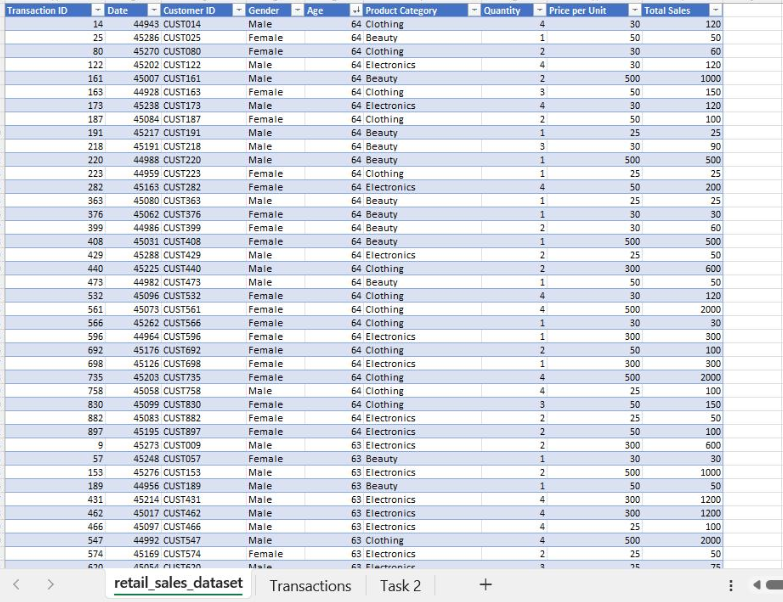 Transaction ID Date Customer ID Gender Age Product Category Quantity Price per Unit Total Sales
14 44943 CUST014 Male 64 Clothing 4 30 120
25 45286 CUST025 Female 64 Beauty 1 50 50
80 45270 CUST080 Female 64 Clothing 2 30 60
122 45202 CUST122 Male 64 Electronics 4 30 120
161 45007 CUST161 Male 64 Beauty 2 500 1000
163 44928 CUST163 Female 64 Clothing 3 50 150
173 45238 CUST173 Male 64 Electronics 4 30 120
187 45084 CUST187 Female 64 Clothing 2 50 100
191 45217 CUST191 Male 64 Beauty 1 25 25
218 45191 CUST218 Male 64 Beauty 3 30 90
220 44988 CUST220 Male 64 Beauty 1 500 500
223 44959 CUST223 Female 64 Clothing 1 25 25
282 45163 CUST282 Female 64 Electronics 4 50 200
363 45080 CUST363 Male 64 Beauty 1 25 25
376 45062 CUST376 Female 64 Beauty 1 30 30
399 44986 CUST399 Female 64 Beauty 2 30 60
408 45031 CUST408 Female 64 Beauty 1 500 500
429 45288 CUST429 Male 64 Electronics 2 25 50
440 45225 CUST440 Male 64 Clothing 2 300 600
473 44982 CUST473 Male 64 Beauty 1 50 50
532 45096 CUST532 Female 64 Clothing 4 30 120
561 45073 CUST561 Female 64 Clothing 4 500 2000
566 45262 CUST566 Female 64 Clothing 1 30 30
596 44964 CUST596 Female 64 Electronics 1 300 300
692 45176 CUST692 Female 64 Clothing 2 50 100
698 45126 CUST698 Female 64 Electronics 1 300 300
735 45203 CUST735 Female 64 Clothing 4 500 2000
758 45058 CUST758 Male 64 Clothing 4 25 100
830 45099 CUST830 Female 64 Clothing 3 50 150
882 45083 CUST882 Female 64 Electronics 2 25 50
897 45195 CUST897 Female 64 Electronics 2 50 100
9 45273 CUST009 Male 63 Electronics 2 300 600
57 45248 CUST057 Female 63 Beauty 1 30 30
153 45276 CUST153 Male 63 Electronics 2 500 1000
189 44956 CUST189 Male 63 Beauty 1 50 50
431 45214 CUST431 Male 63 Electronics 4 300 1200
462 45017 CUST462 Male 63 Electronics 4 300 1200
466 45097 CUST466 Male 63 Electronics 4 25 100
547 44992 CUST547 Male 63 Clothing 4 500 2000
574 45169 CUST574 Female 63 Electronics 2 25 50
620 45054 CUST620 Male 63 Electronics 3 25 75
retail_sales_dataset Transactions Task 2